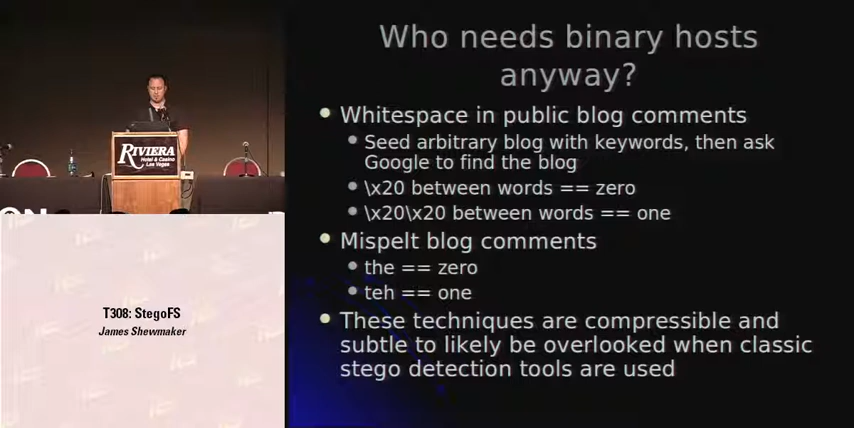 Who needs binary hosts
anyway?
Whitespace in public blog comments
Seed arbitrary blog with keywords, then ask
Google to find the blog
\x20 between words == zero
\x20\x20 between words == one
Mispelt blog comments
the == zero
teh == one
These techniques are compressible and
subtle to likely be overlooked when classic
stego detection tools are used
RIVIERA
Hotel & Casino
Las Vegas
ON
T308: StegoFS
James Shewmaker